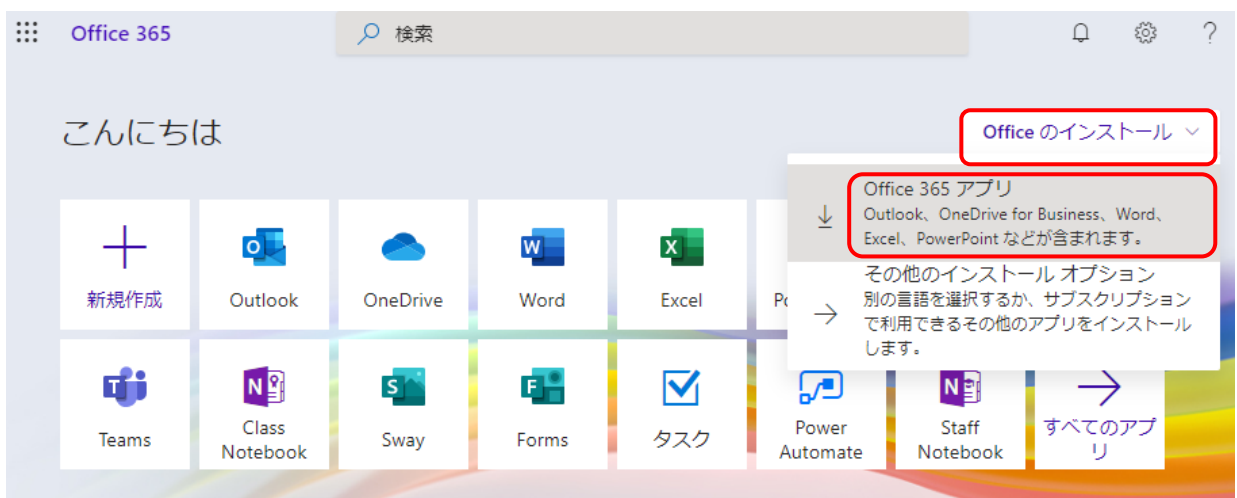 Office 365
検索
こんにちは
Office のインストール
Office 365 アプリ
Outlook、OneDrive for Business、Word、
Excel、PowerPoint などが含まれます。
その他のインストール オプション
別の言語を選択するか、サブスクリプション
で利用できるその他のアプリをインストール
します。
新規作成
Outlook
OneDrive
Word
Excel
Teams
Class
Notebook
Sway
Forms
タスク
Power
Automate
Staff
Notebook
すべてのアプ
リ